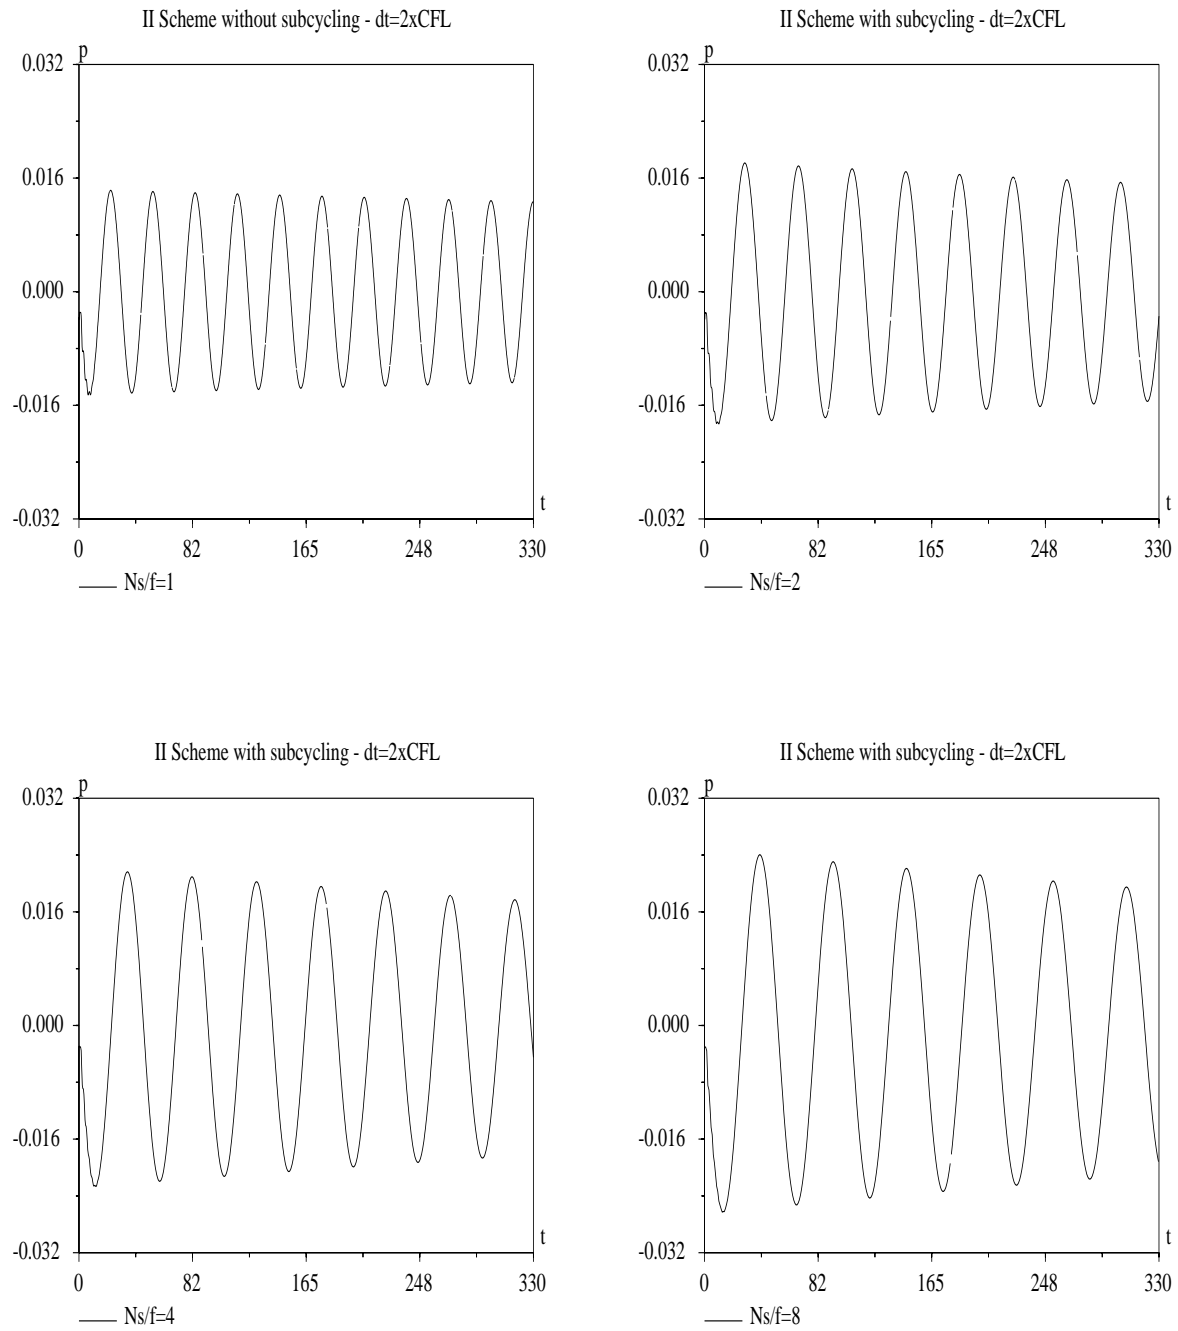 II Scheme without subcycling - dt=2xCFL
p
0.032
0.016
0.000
-0.016
-0.032
t
0 82 165 248 330
Ns/f=1
II Scheme with subcycling - dt=2xCFL
p
0.032
0.016
0.000
-0.016
-0.032
t
0 82 165 248 330
Ns/f=2
II Scheme with subcycling - dt=2xCFL
p
0.032
0.016
0.000
-0.016
-0.032
t
0 82 165 248 330
Ns/f=4
II Scheme with subcycling - dt=2xCFL
p
0.032
0.016
0.000
-0.016
-0.032
t
0 82 165 248 330
Ns/f=8